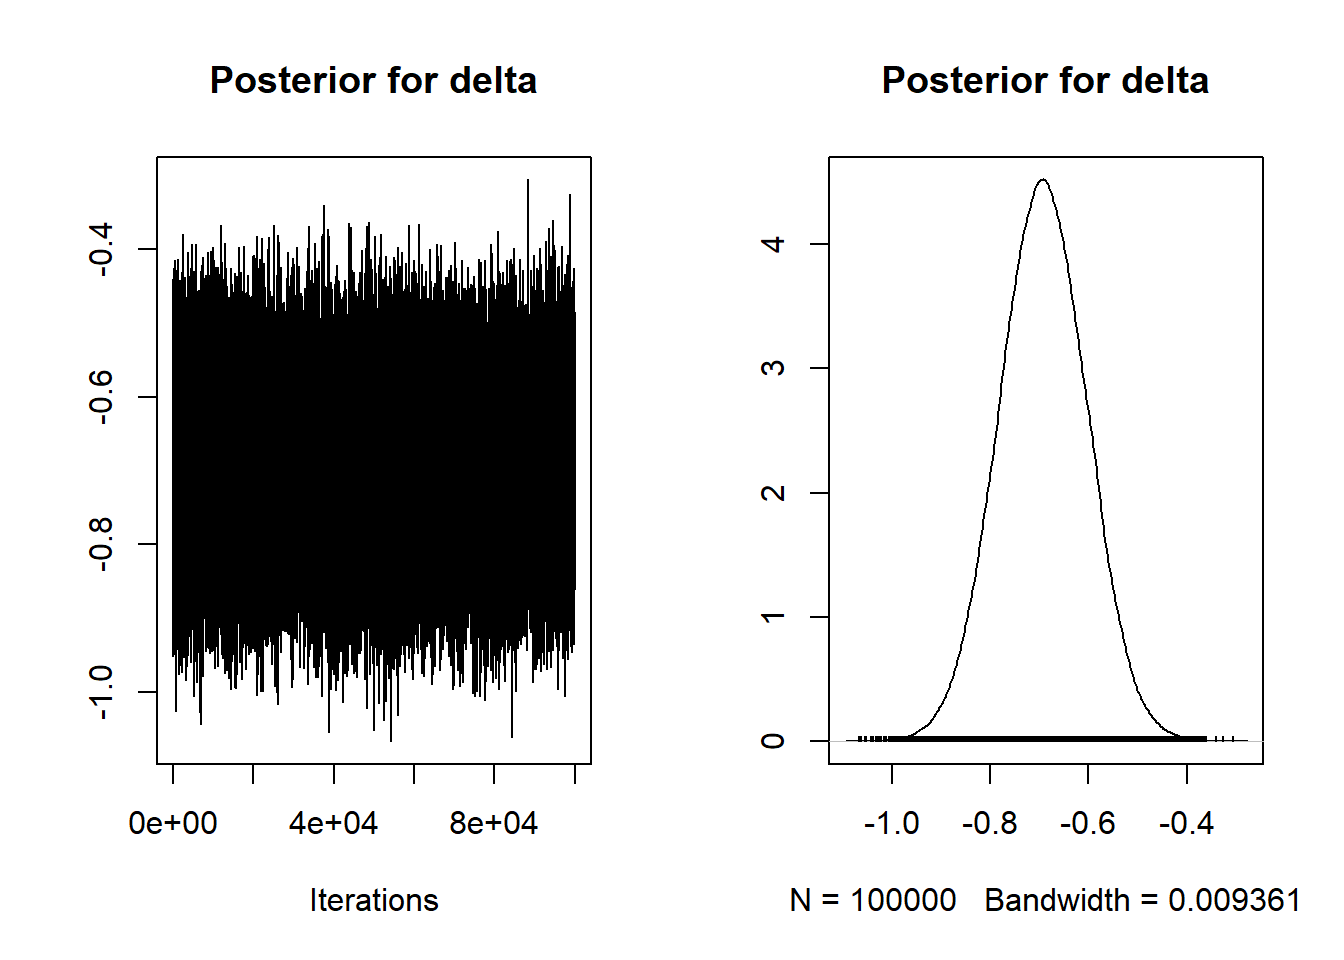 Posterior for delta
-0.4
-0.6
-0.8
-1.0
0e+00 4e+04 8e+04
Iterations
Posterior for delta
4
3
2
1
0
-1.0 -0.8 -0.6 -0.4
N = 100000 Bandwidth = 0.009361